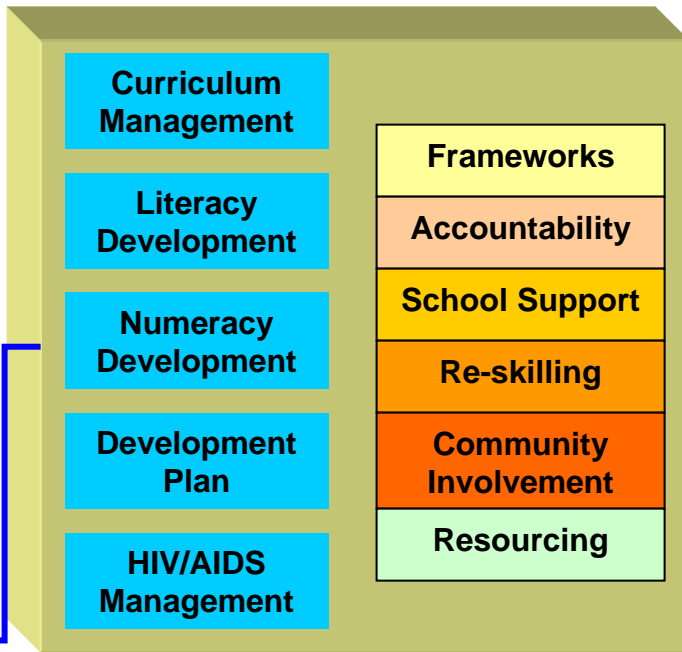 Curriculum
Management
Literacy
Development
Numeracy
Development
Development
Plan
HIV/AIDS
Management
Frameworks
Accountability
School Support
Re-skilling
Community
Involvement
Resourcing